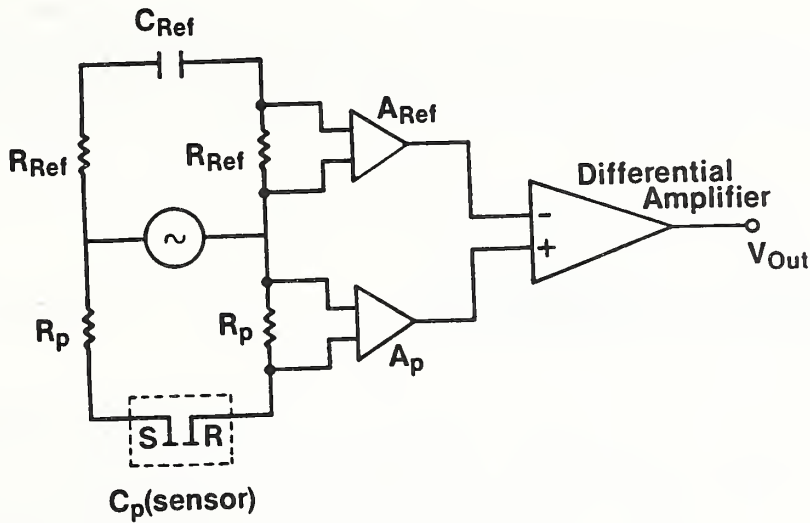 CRef
ARef
RRef
RRef
Differential
Amplifier
-
~
+
VOut
Rp
Rp
Ap
S R
Cp(sensor)